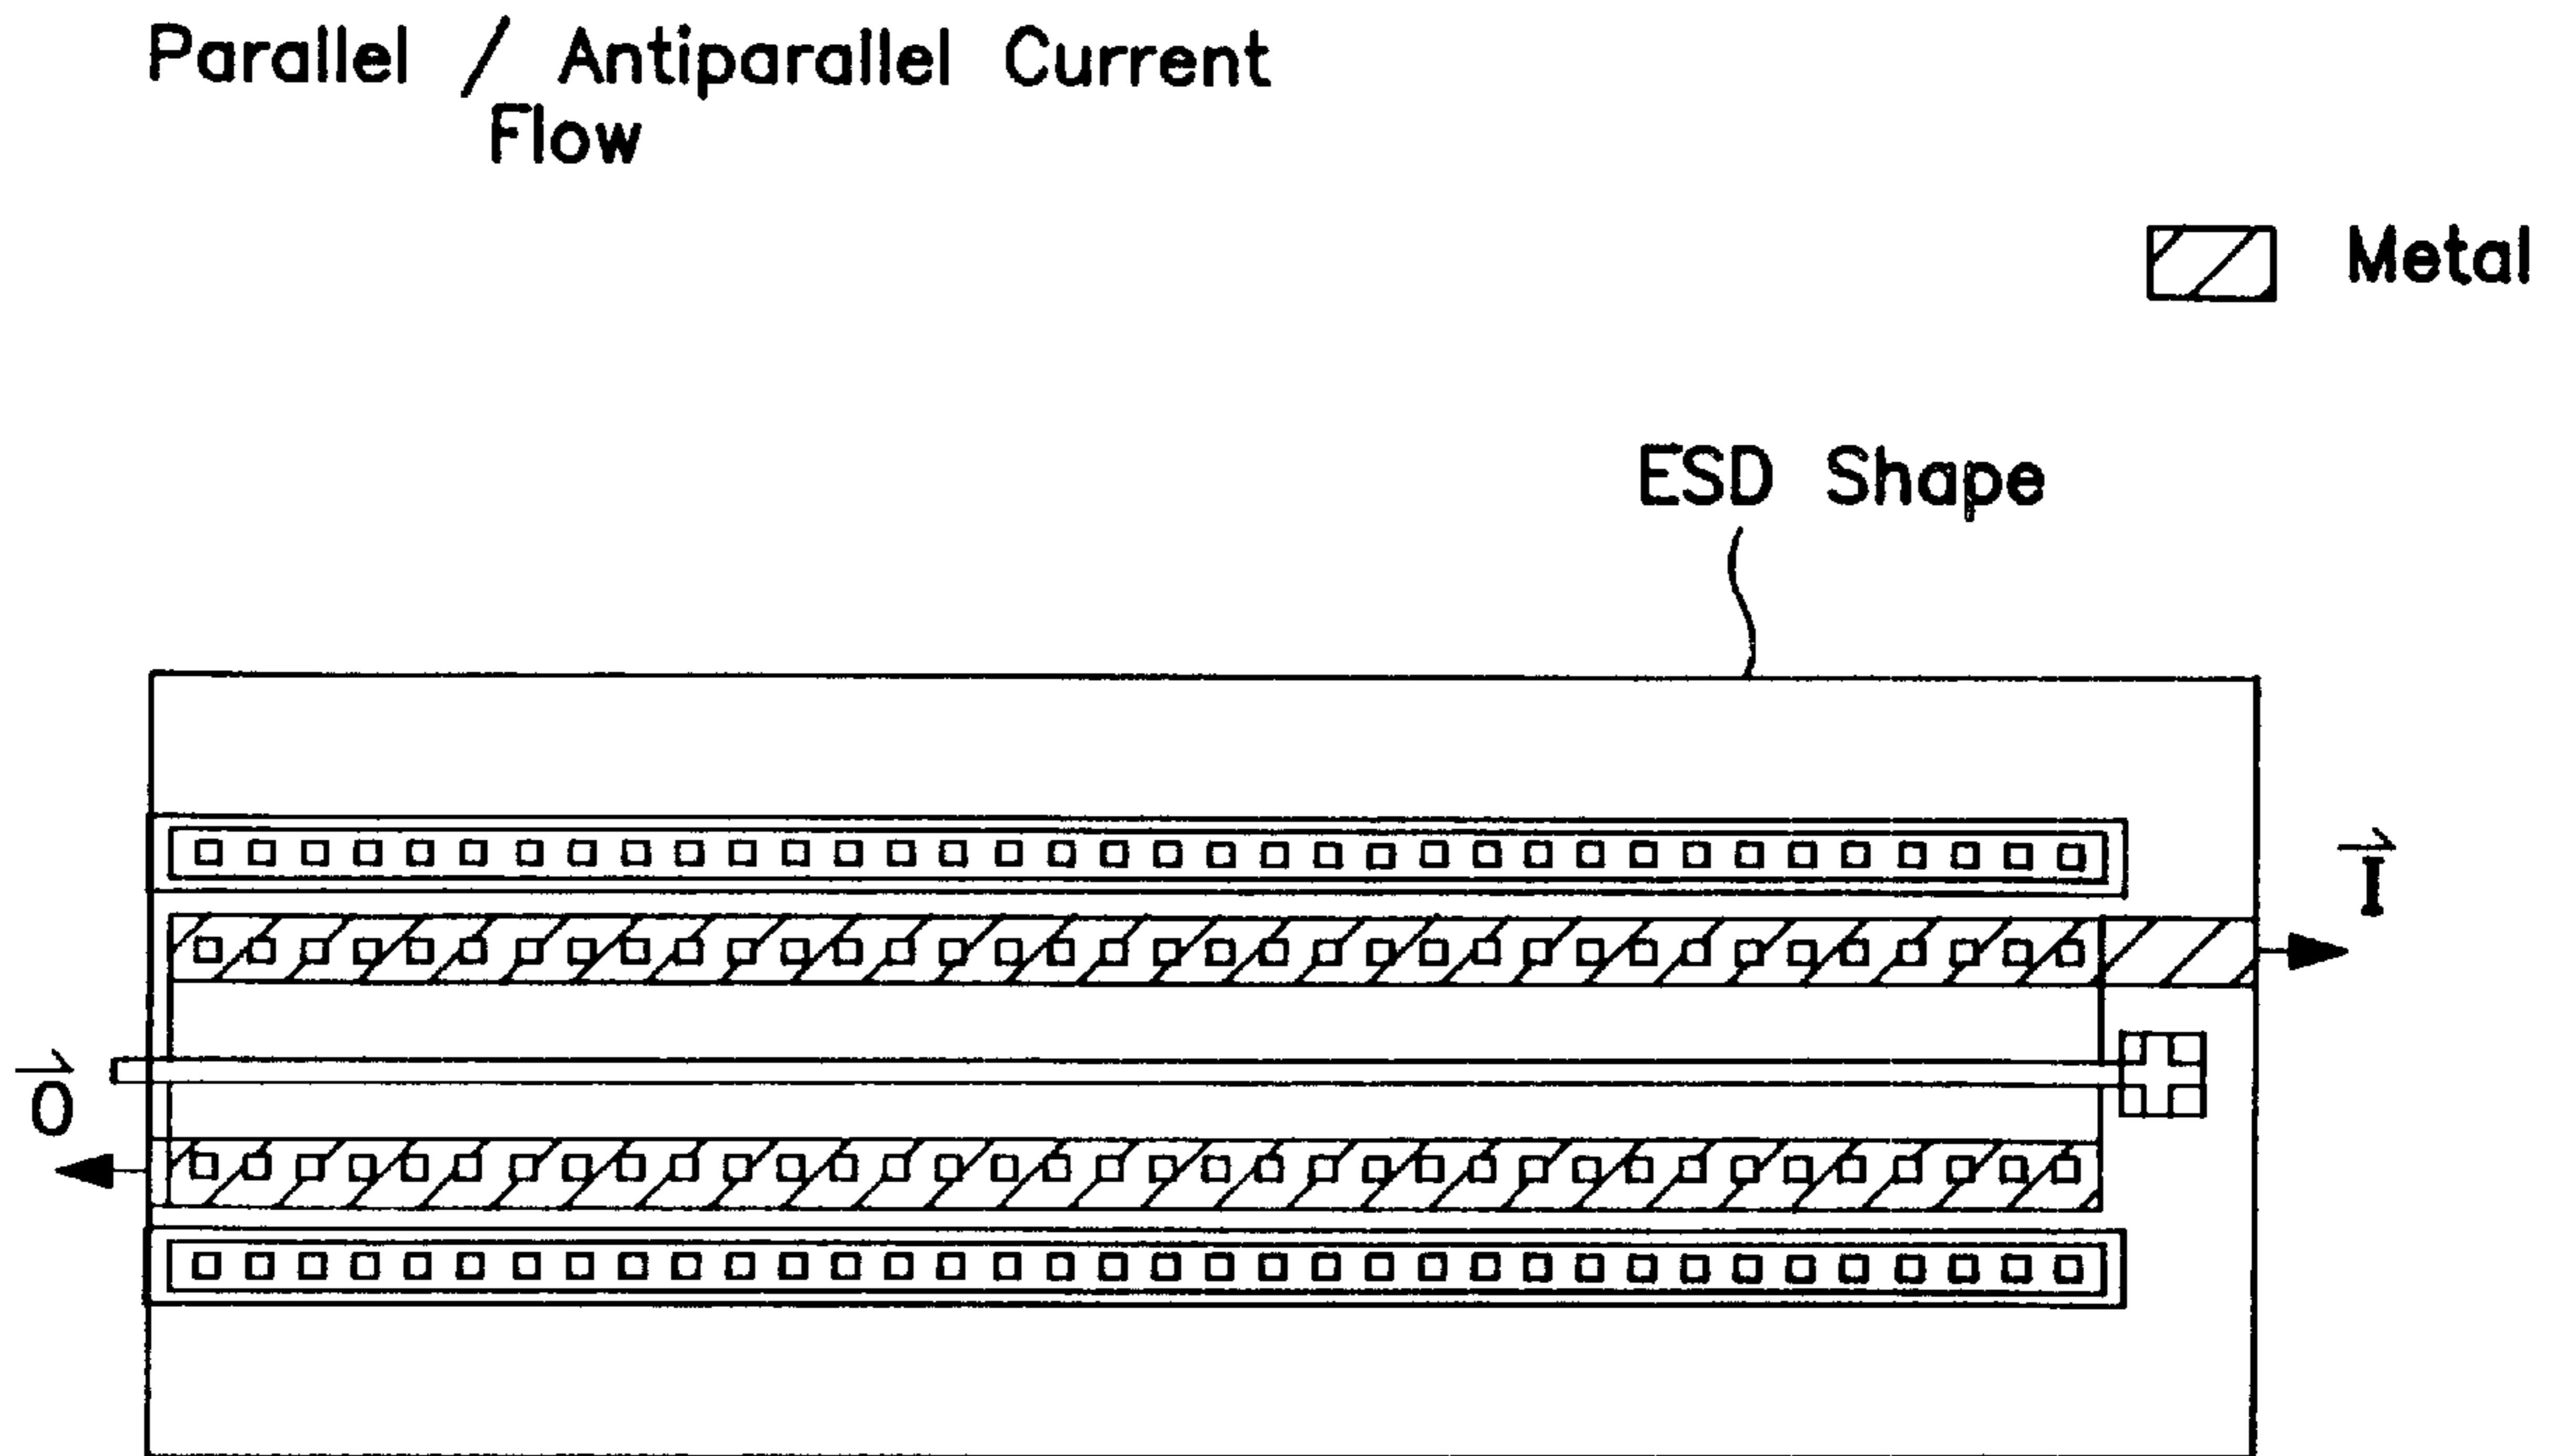 Parallel / Antiparallel Current
Flow
Metal
ESD Shape
I
O